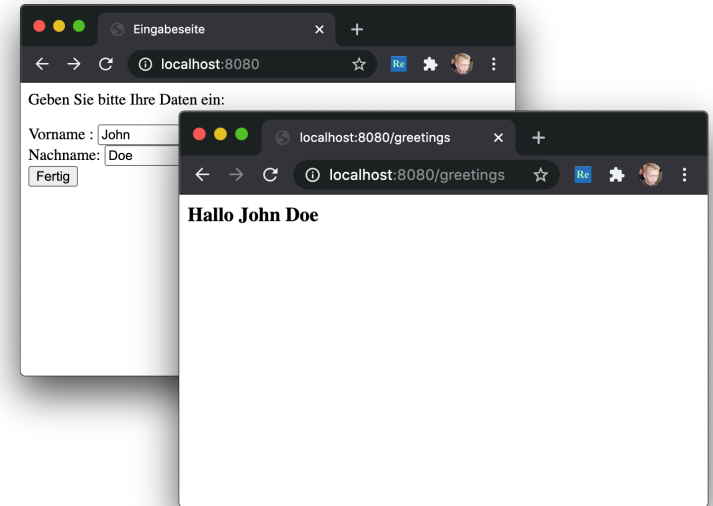 Eingabeseite
localhost:8080
Re
Geben Sie bitte Ihre Daten ein:
Vorname : John
Nachname: Doe
Fertig
localhost:8080/greetings
localhost:8080/greetings
Re
Hallo John Doe